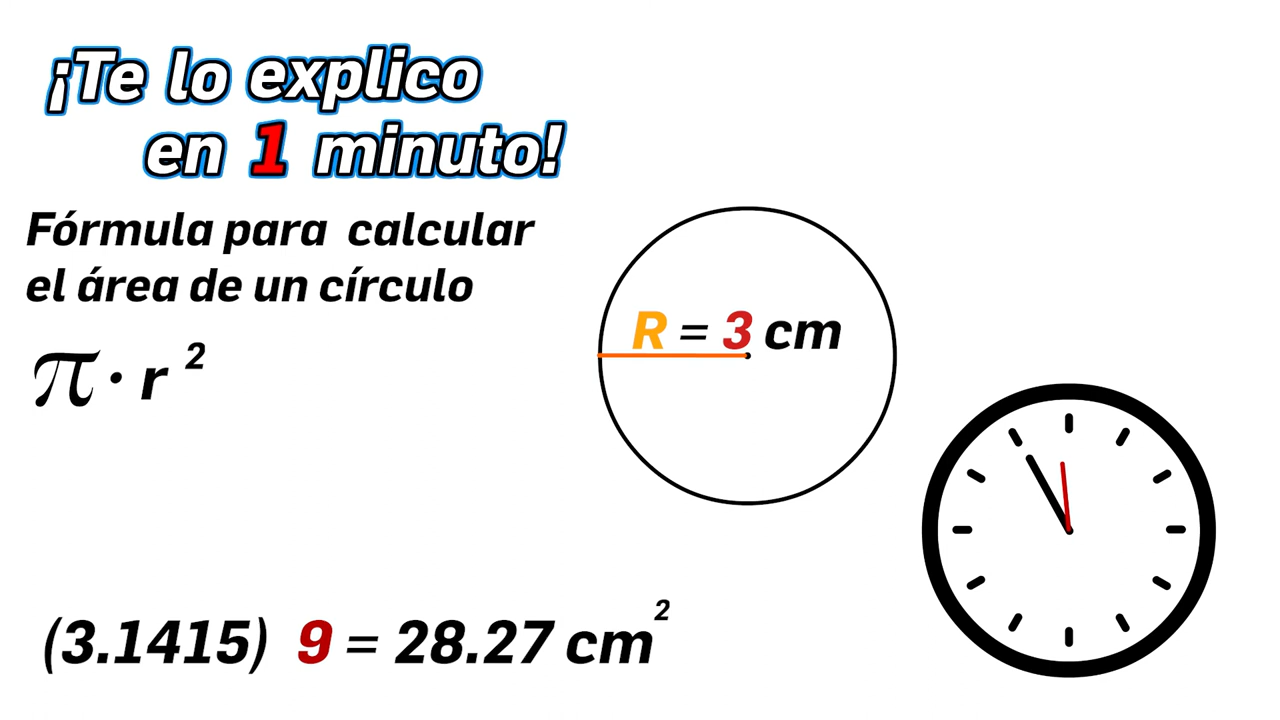 ¡Te lo explico
en 1 minuto!
Fórmula para calcular
el área de un círculo
π · r ²
R = 3 cm
(3.1415) 9 = 28.27 cm²